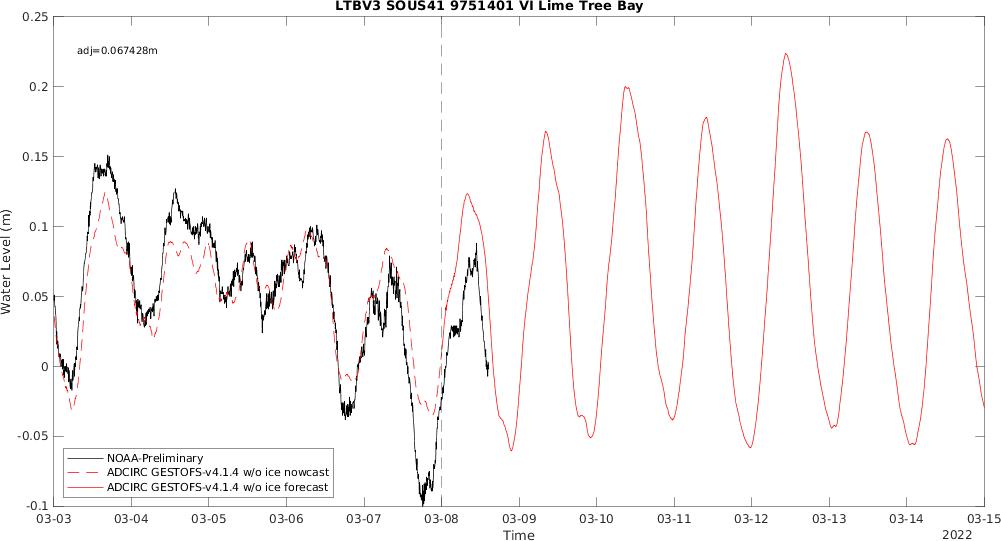 LTBV3 SOUS41 9751401 VI Lime Tree Bay
adj=0.067428m
0.25
0.2
0.15
0.1
0.05
0
-0.05
-0.1
Water Level (m)
NOAA-Preliminary
ADCIRC GESTOFS-v4.1.4 w/o ice nowcast
ADCIRC GESTOFS-v4.1.4 w/o ice forecast
03-03 03-04 03-05 03-06 03-07 03-08 03-09 03-10 03-11 03-12 03-13 03-14 03-15
Time
2022